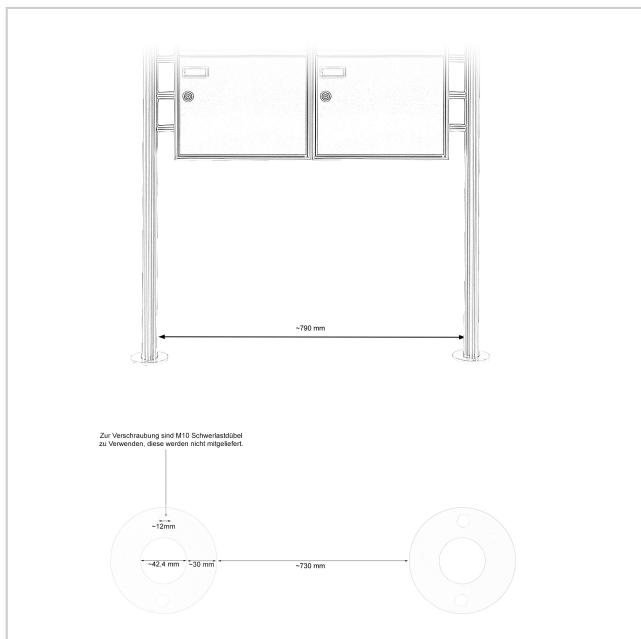 ~790 mm
Zur Verschraubung sind M10 Schwerlastdübel
zu Verwenden, diese werden nicht mitgeliefert.
~12mm
~42,4 mm
~30 mm
~730 mm